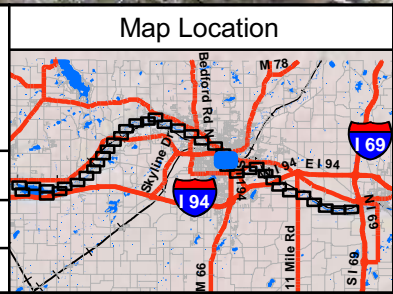 Map Location
Bedford Rd N
M 78
I 69
Skyline D
I 94
S I 94
94
E I 94
N I 69
M 66
11 Mile Rd
S I 69